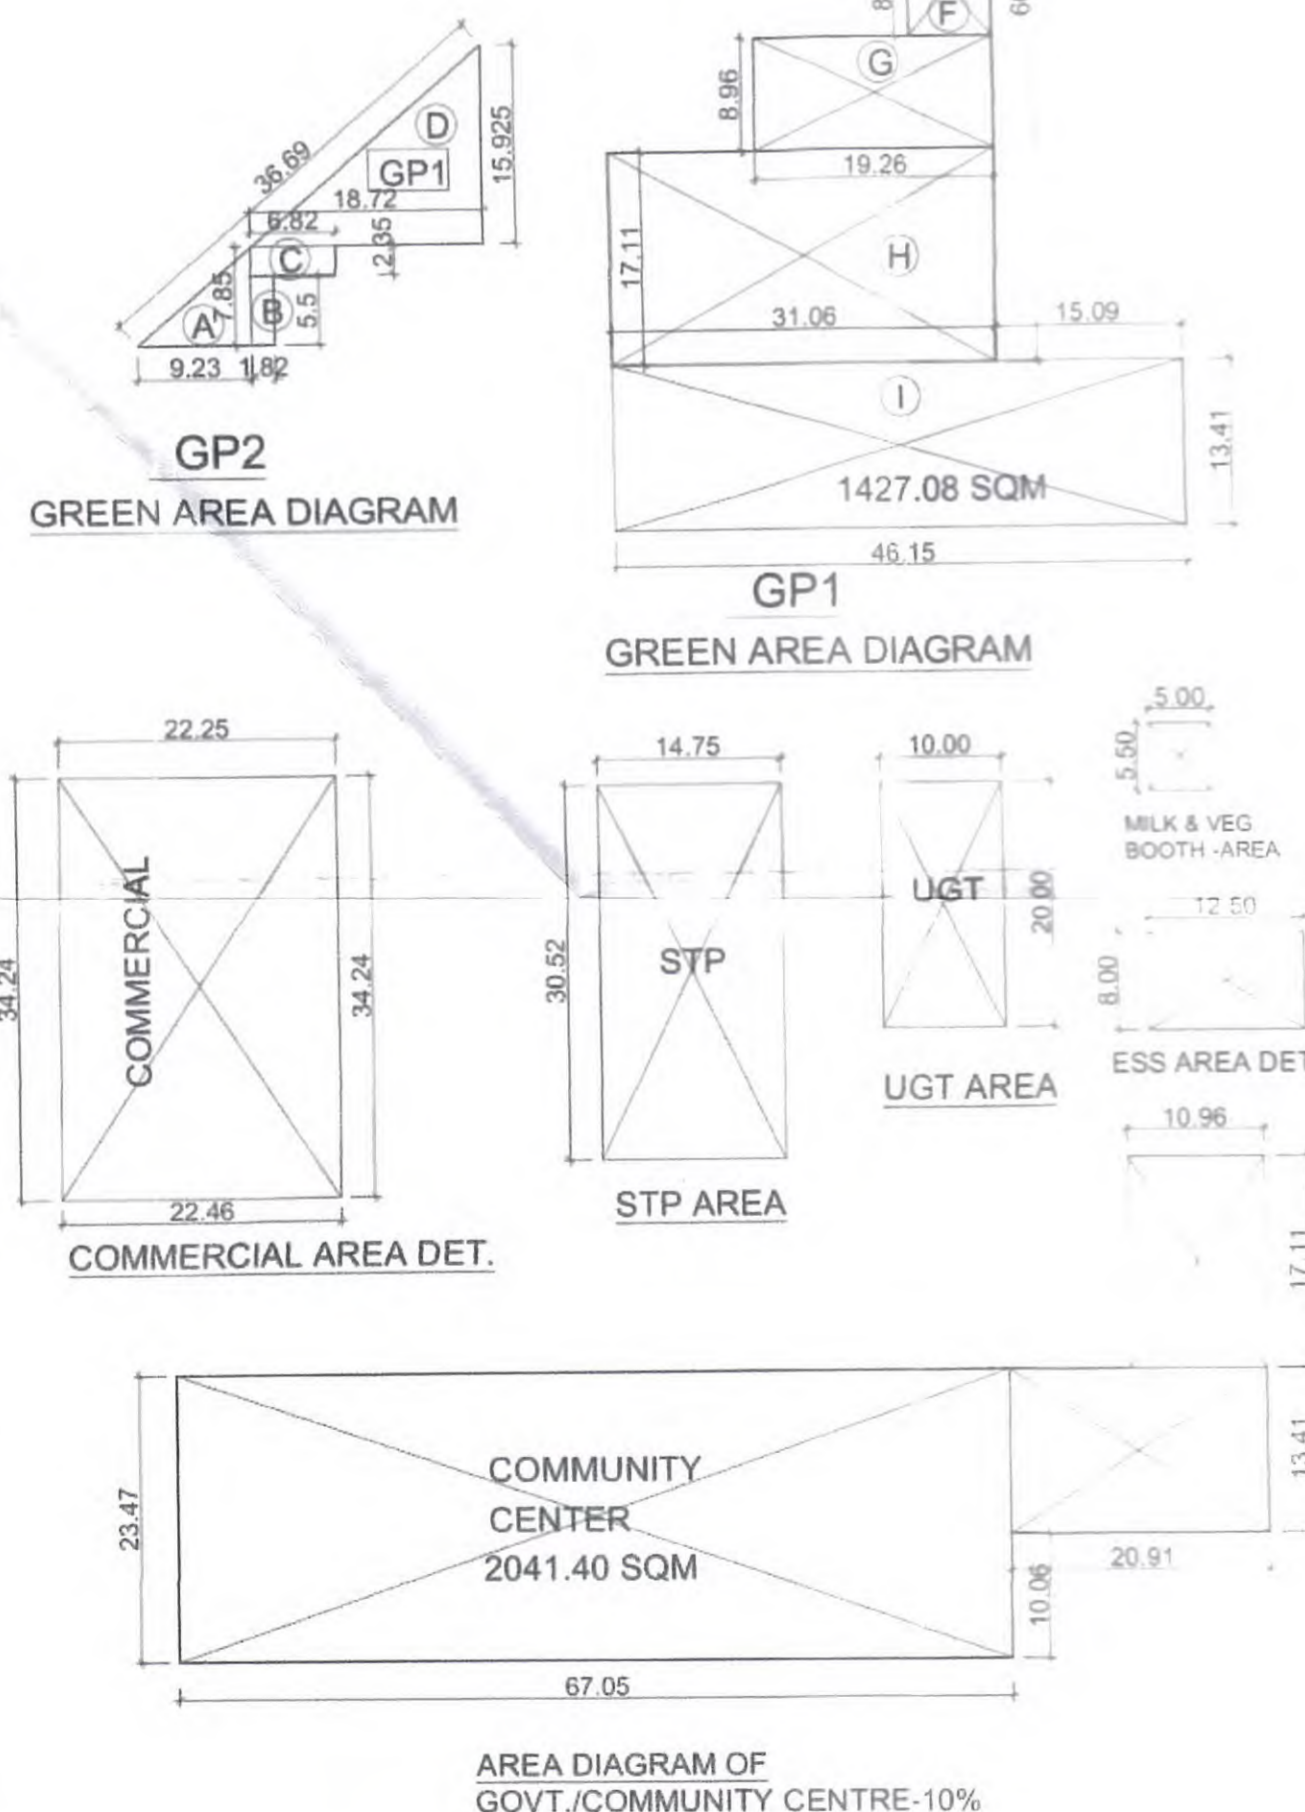 F
G
8.96
19.26
D
GP1
15.925
36.69
18.72
6.82
C
2.35
7.85
A
B
5.5
9.23
1.82
GP2
GREEN AREA DIAGRAM
17.11
H
31.06
15.09
I
13.41
1427.08 SQM
46.15
GP1
GREEN AREA DIAGRAM
22.25
COMMERCIAL
34.24
34.24
22.46
COMMERCIAL AREA DET.
14.75
30.52
STP
STP AREA
10.00
UGT
20.00
UGT AREA
5.00
5.50
MILK & VEG
BOOTH -AREA
12.50
8.00
ESS AREA DET
10.96
17.11
23.47
COMMUNITY
CENTER
2041.40 SQM
13.41
20.91
10.06
67.05
AREA DIAGRAM OF
GOVT./COMMUNITY CENTRE-10%